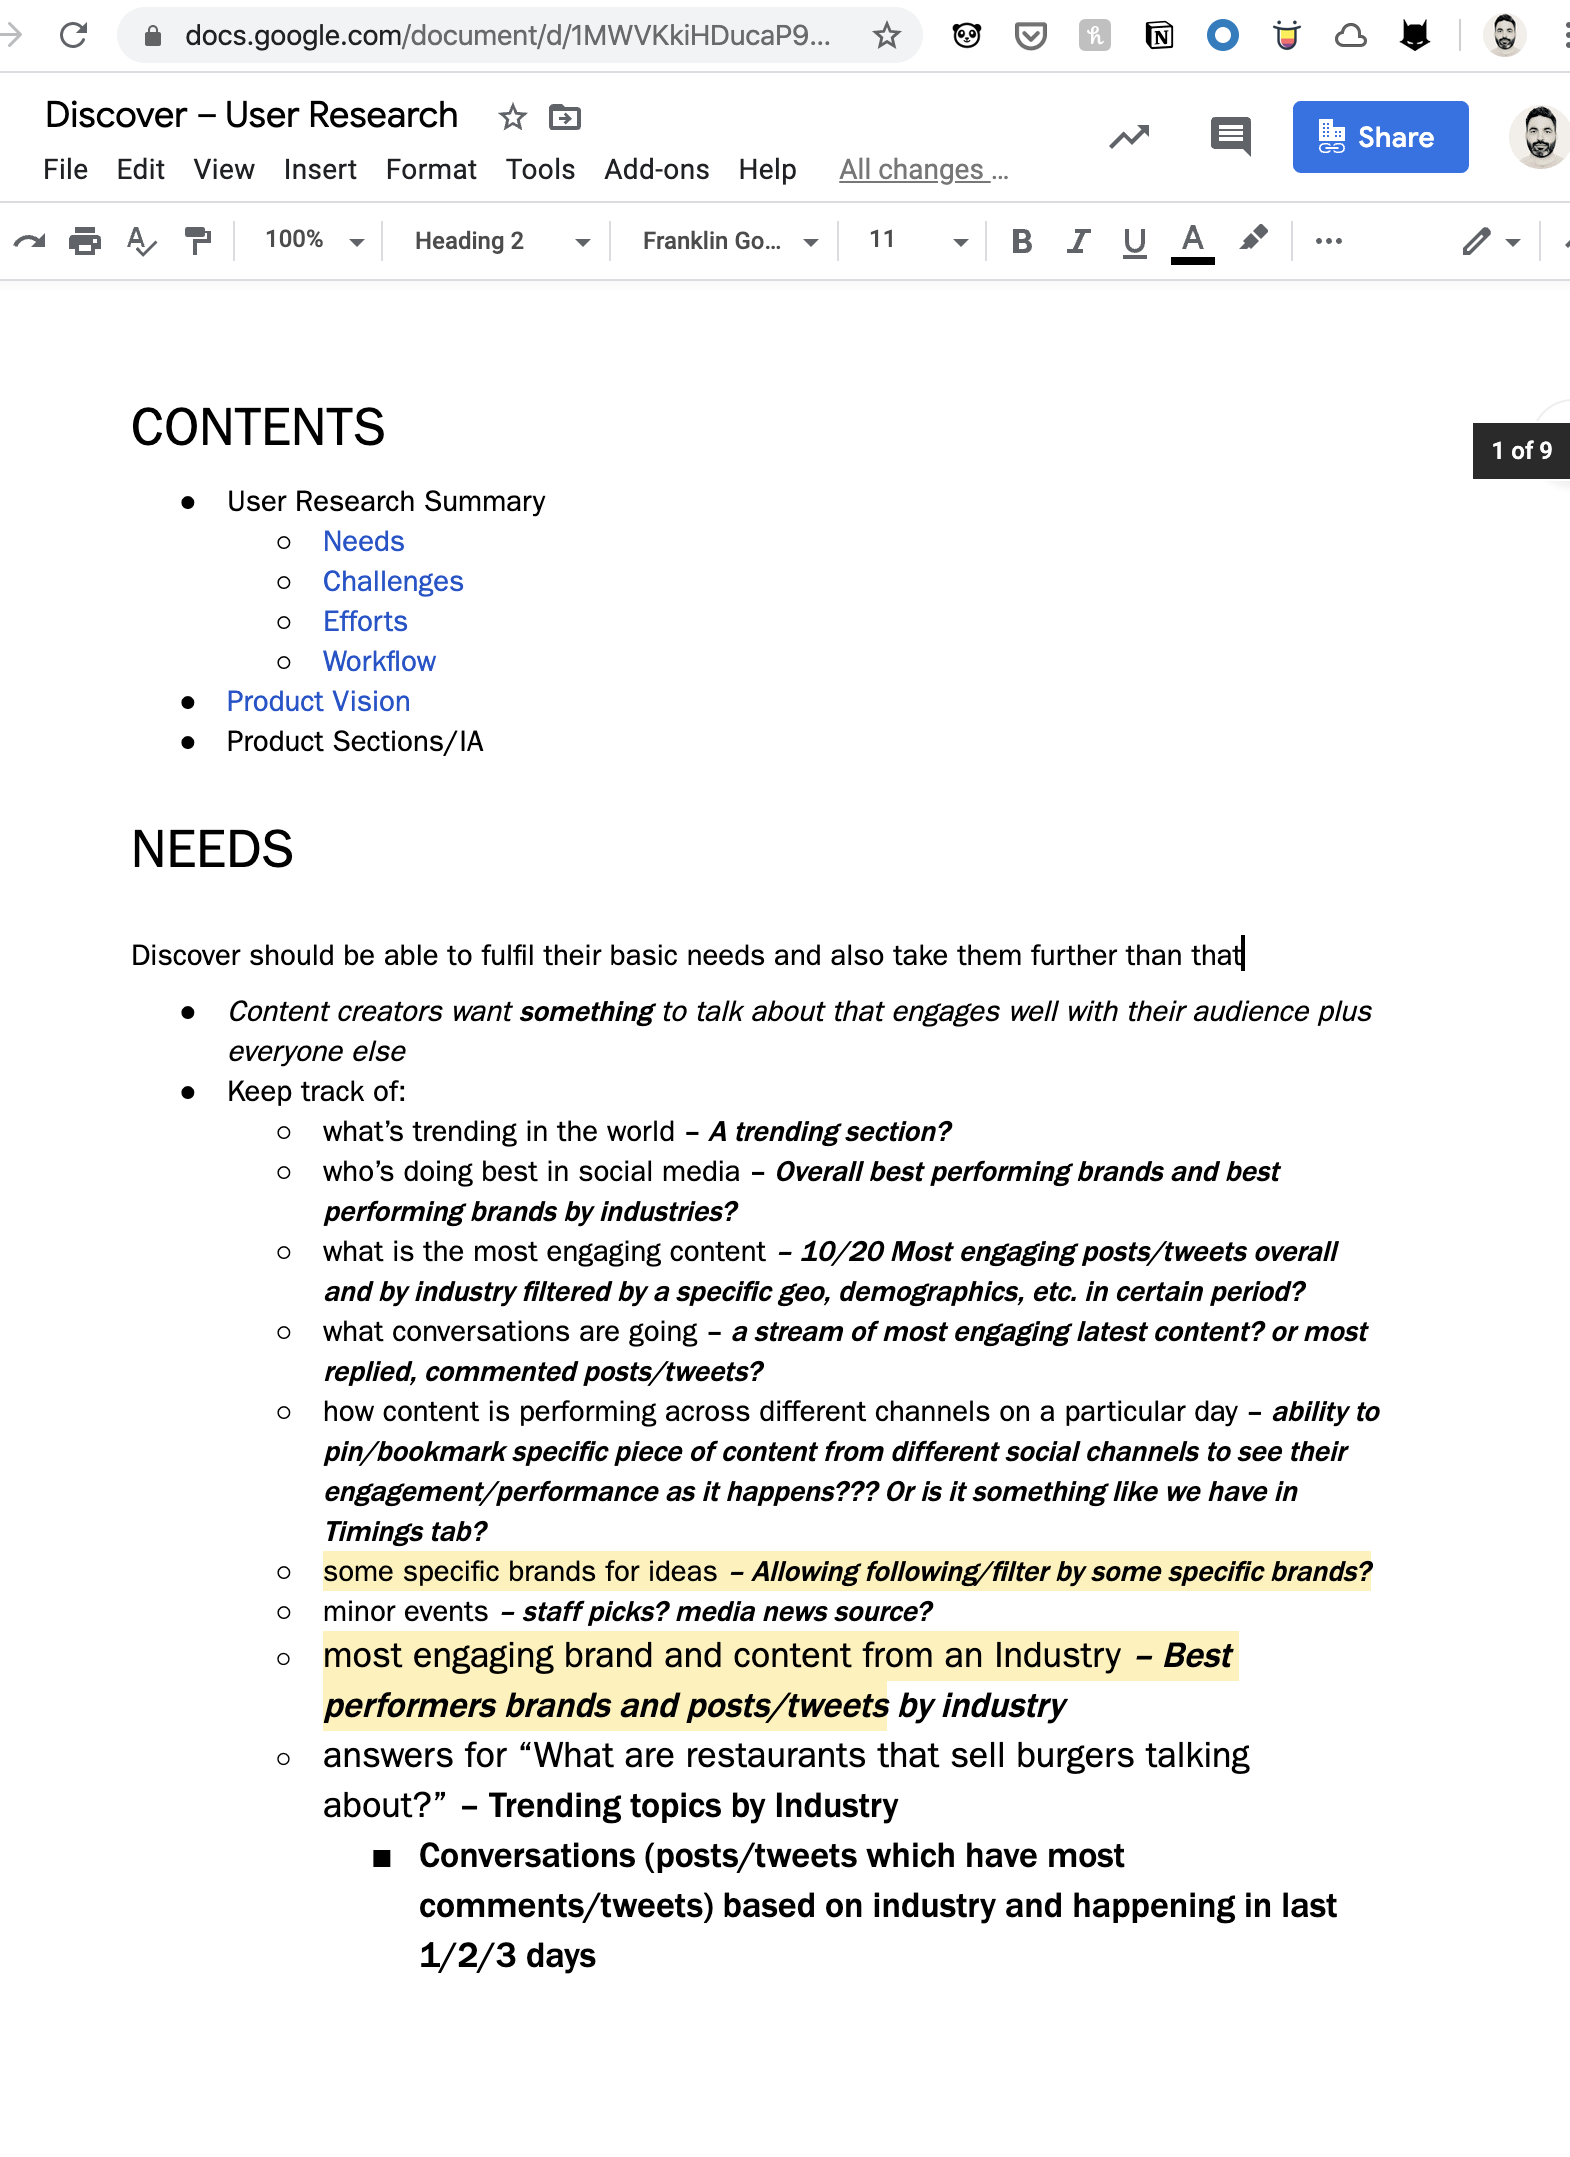 docs.google.com/document/d/1MWVKkiHDucaP9...
Discover – User Research
Share
File Edit View Insert Format Tools Add-ons Help All changes ...
100% Heading 2 Franklin Go... 11 B I U A
CONTENTS
1 of 9
● User Research Summary
○ Needs
○ Challenges
○ Efforts
○ Workflow
● Product Vision
● Product Sections/IA
NEEDS
Discover should be able to fulfil their basic needs and also take them further than that
● Content creators want something to talk about that engages well with their audience plus
everyone else
● Keep track of:
○ what’s trending in the world – A trending section?
○ who’s doing best in social media – Overall best performing brands and best
performing brands by industries?
○ what is the most engaging content – 10/20 Most engaging posts/tweets overall
and by industry filtered by a specific geo, demographics, etc. in certain period?
○ what conversations are going – a stream of most engaging latest content? or most
replied, commented posts/tweets?
○ how content is performing across different channels on a particular day – ability to
pin/bookmark specific piece of content from different social channels to see their
engagement/performance as it happens??? Or is it something like we have in
Timings tab?
○ some specific brands for ideas – Allowing following/filter by some specific brands?
○ minor events – staff picks? media news source?
○ most engaging brand and content from an Industry – Best
performers brands and posts/tweets by industry
○ answers for “What are restaurants that sell burgers talking
about?” – Trending topics by Industry
■ Conversations (posts/tweets which have most
comments/tweets) based on industry and happening in last
1/2/3 days